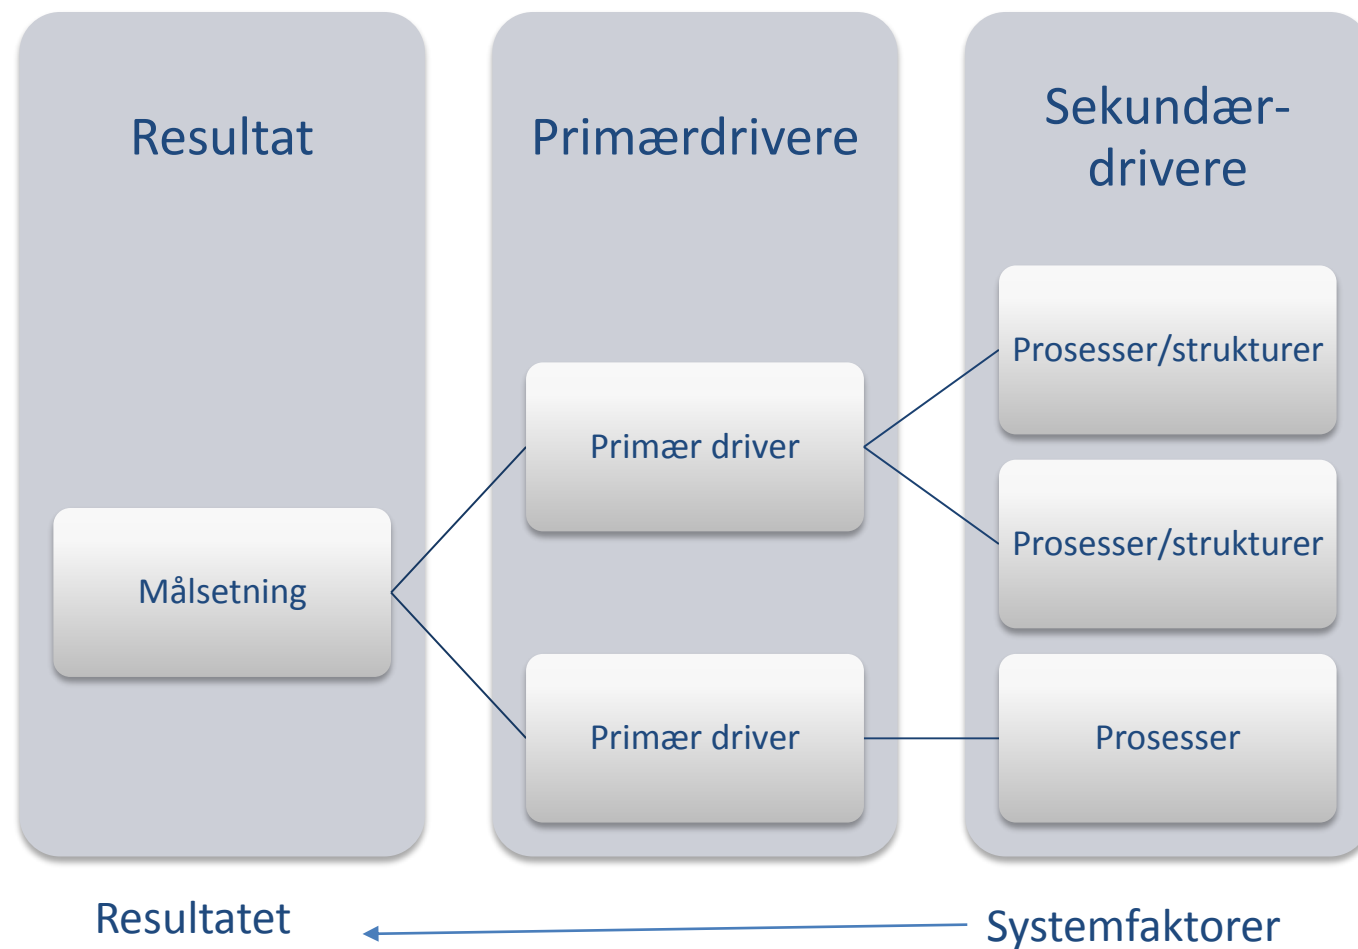 Resultat
Primærdrivere
Sekundær-
drivere
Målsetning
Primær driver
Primær driver
Prosesser/strukturer
Prosesser/strukturer
Prosesser
Resultatet
Systemfaktorer